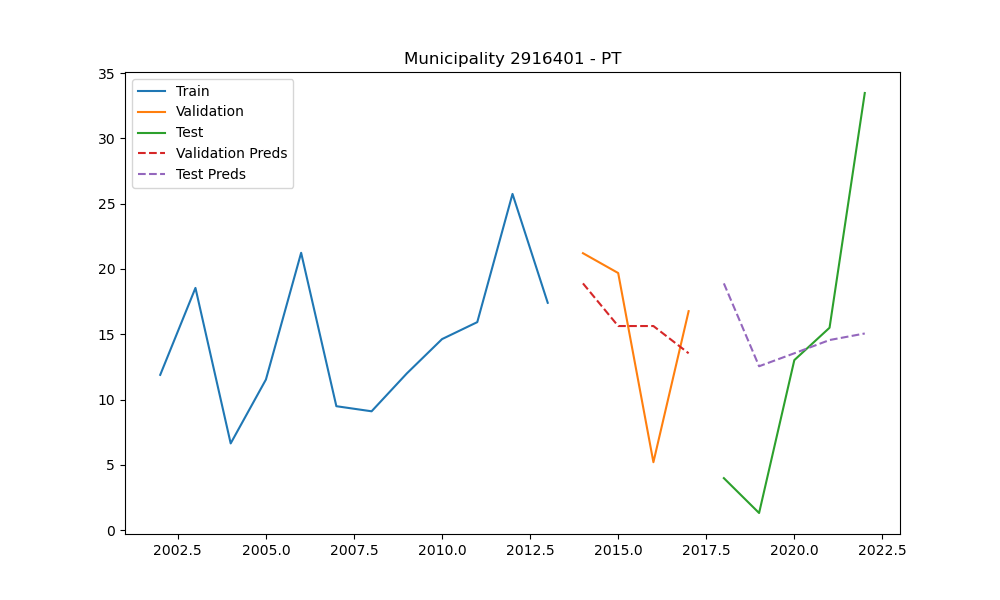 Municipality 2916401 - PT
35
30
25
20
15
10
5
0
Train
Validation
Test
Validation Preds
Test Preds
2002.5 2005.0 2007.5 2010.0 2012.5 2015.0 2017.5 2020.0 2022.5